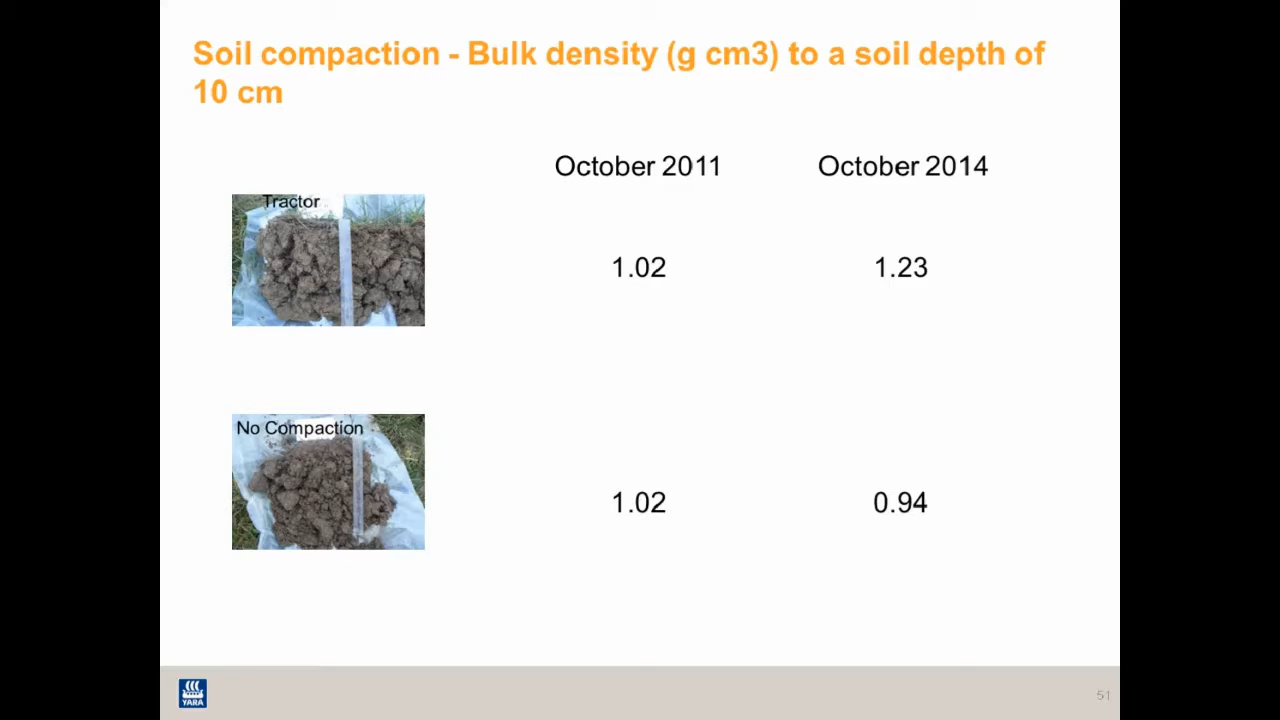 Soil compaction - Bulk density (g cm3) to a soil depth of
10 cm
October 2011 October 2014
Tractor
1.02 1.23
No Compaction
1.02 0.94
YARA
51